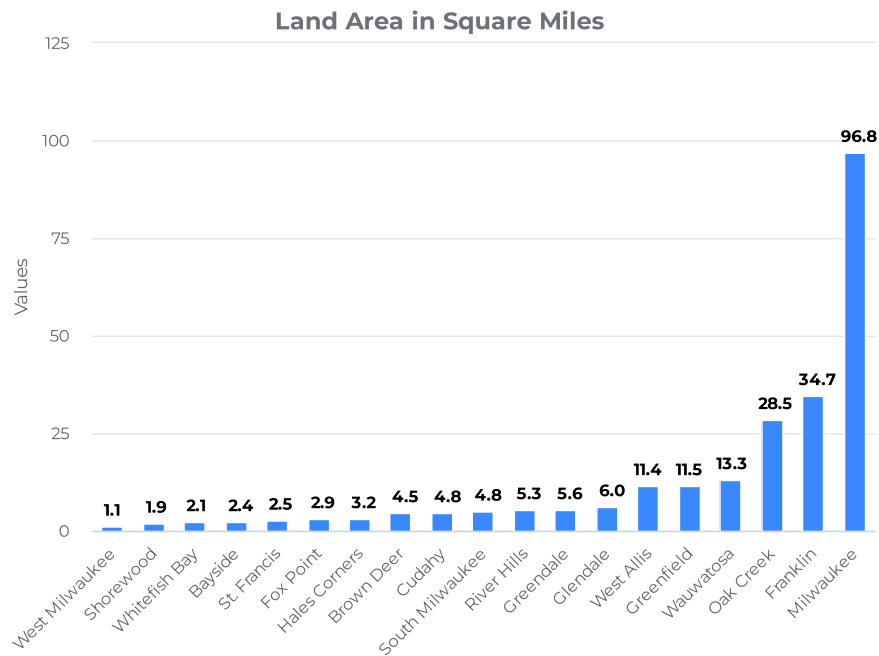 Land Area in Square Miles
125
100
75
50
25
0
Values
1.1
1.9
2.1
2.4
2.5
2.9
3.2
4.5
4.8
4.8
5.3
5.6
6.0
11.4
11.5
13.3
28.5
34.7
96.8
West Milwaukee
Shorewood
Whitefish Bay
Bayside
St. Francis
Fox Point
Hales Corners
Brown Deer
Cudahy
South Milwaukee
River Hills
Greendale
Glendale
West Allis
Greenfield
Wauwatosa
Oak Creek
Franklin
Milwaukee